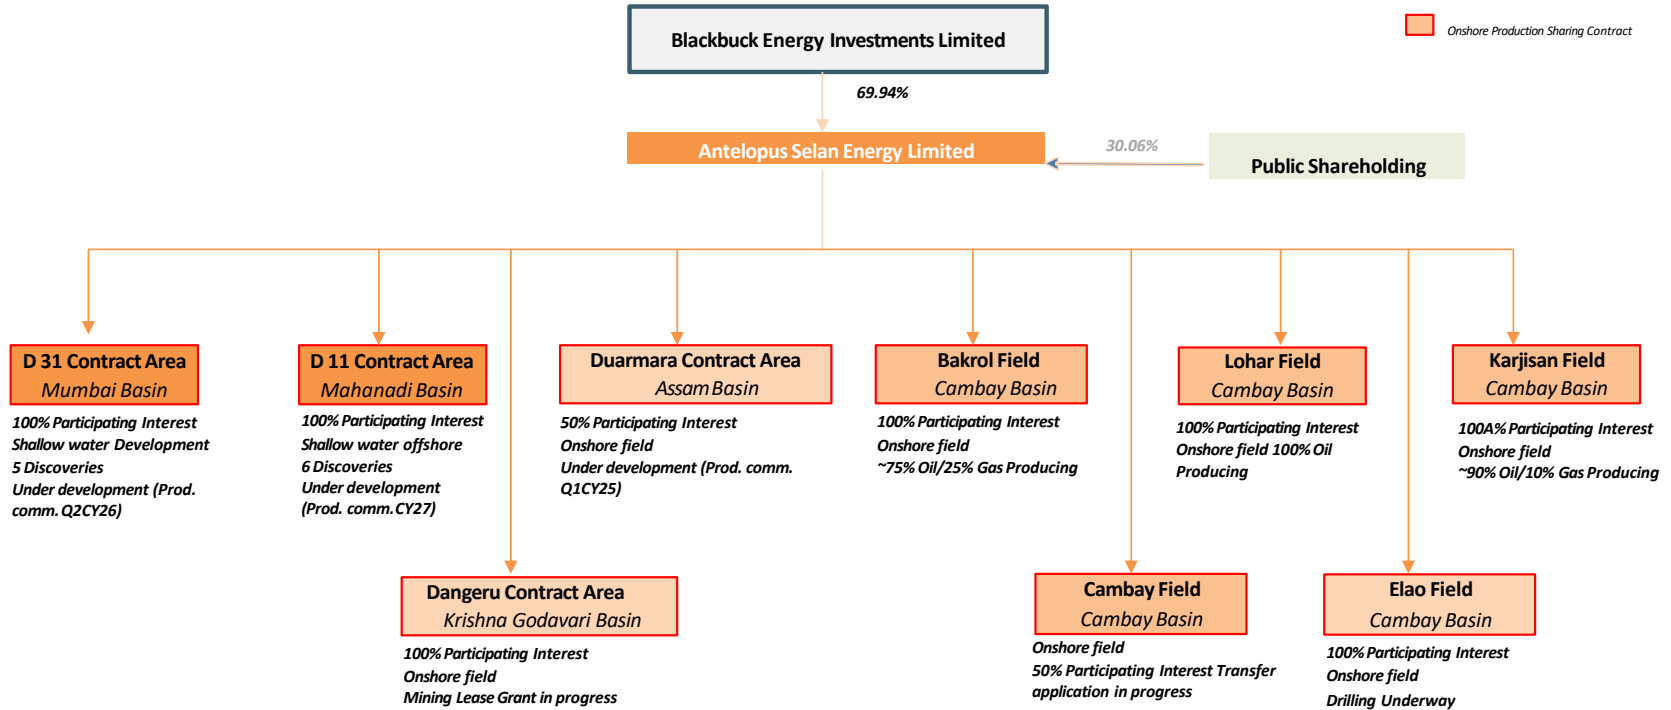 Blackbuck Energy Investments Limited
Onshore Production Sharing Contract
69.94%
Antelopus Selan Energy Limited
30.06%
Public Shareholding
D 31 Contract Area
Mumbai Basin
100% Participating Interest
Shallow water Development
5 Discoveries
Under development (Prod.
comm. Q2CY26)
D 11 Contract Area
Mahanadi Basin
100% Participating Interest
Shallow water offshore
6 Discoveries
Under development
(Prod. comm. CY27)
Duarmara Contract Area
Assam Basin
50% Participating Interest
Onshore field
Under development (Prod. comm.
Q1CY25)
Bakrol Field
Cambay Basin
100% Participating Interest
Onshore field
~75% Oil/25% Gas Producing
Lohar Field
Cambay Basin
100% Participating Interest
Onshore field 100% Oil
Producing
Karjisan Field
Cambay Basin
100A% Participating Interest
Onshore field
~90% Oil/10% Gas Producing
Dangeru Contract Area
Krishna Godavari Basin
100% Participating Interest
Onshore field
Mining Lease Grant in progress
Cambay Field
Cambay Basin
Onshore field
50% Participating Interest Transfer
application in progress
Elao Field
Cambay Basin
100% Participating Interest
Onshore field
Drilling Underway